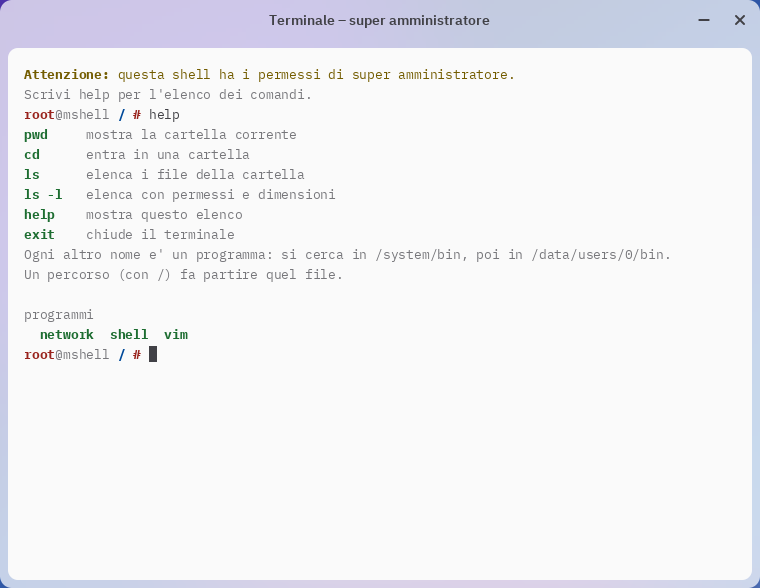 Terminale – super amministratore
Attenzione: questa shell ha i permessi di super amministratore.
Scrivi help per l'elenco dei comandi.
root@mshell / # help
pwd     mostra la cartella corrente
cd      entra in una cartella
ls      elenca i file della cartella
ls -l   elenca con permessi e dimensioni
help    mostra questo elenco
exit    chiude il terminale
Ogni altro nome e' un programma: si cerca in /system/bin, poi in /data/users/0/bin.
Un percorso (con /) fa partire quel file.
programmi
  network  shell  vim
root@mshell / #